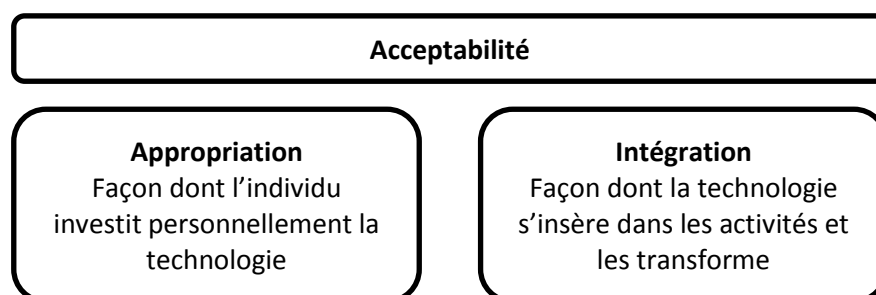 Acceptabilité
Appropriation
Façon dont l’individu
investit personnellement la
technologie
Intégration
Façon dont la technologie
s’insère dans les activités et
les transforme